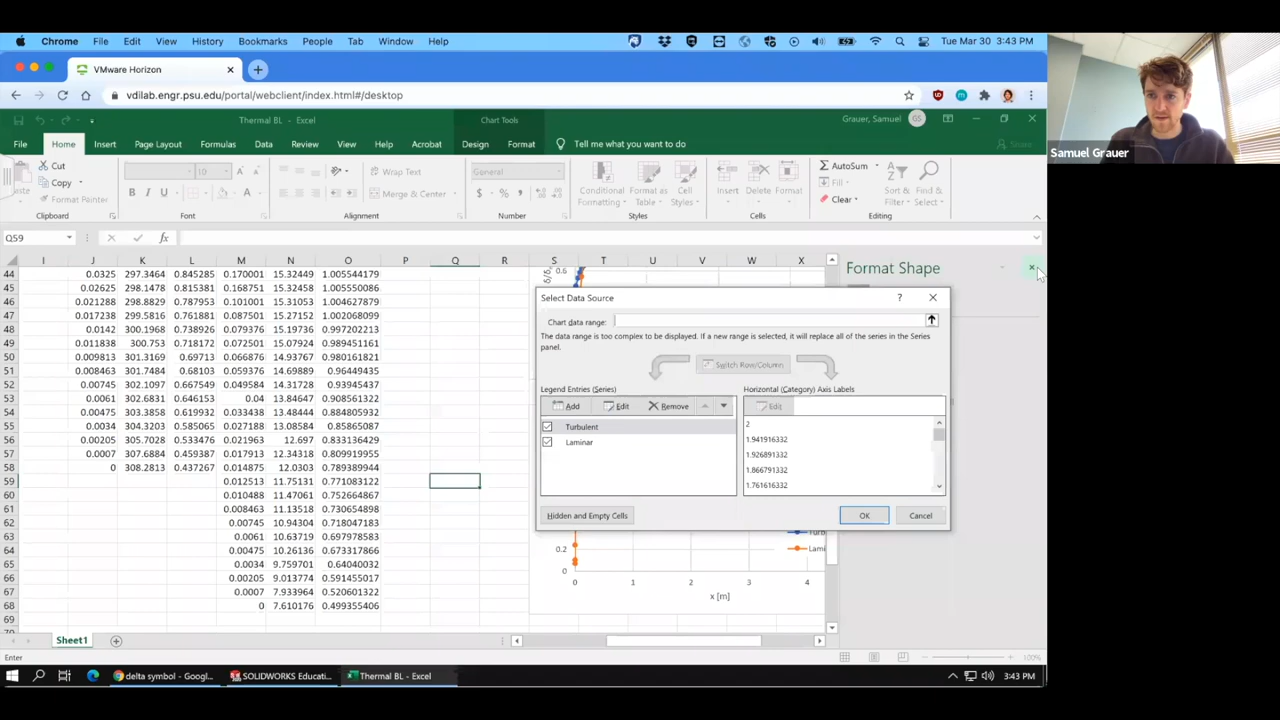 Chrome File Edit View History Bookmarks People Tab Window Help Tue Mar 30 3:43 PM
VMware Horizon
vdilab.engr.psu.edu/portal/webclient/index.html#/desktop
Thermal BL - Excel Chart Tools Grauer, Samuel GS
File Home Insert Page Layout Formulas Data Review View Help Acrobat Design Format Tell me what you want to do Share
Cut Copy Format Painter 10 Wrap Text Merge & Center General Conditional Formatting Format as Table Cell Styles Insert Delete Format AutoSum Fill Clear Sort & Filter Find & Select
Clipboard Font Alignment Number Styles Cells Editing
Q59 fx
I J K L M N O P Q R S T U V W X
Format Shape
44 0.0325 297.3464 0.845285 0.170001 15.32449 1.005544179
45 0.02625 298.1478 0.815381 0.168751 15.32458 1.005550086
46 0.021288 298.8829 0.787953 0.101001 15.31053 1.004627879
47 0.017238 299.5816 0.761881 0.087501 15.27152 1.002068099
48 0.0142 300.1968 0.738926 0.079376 15.19736 0.997203213
49 0.011838 300.753 0.718172 0.072501 15.07924 0.989451161
50 0.009813 301.3169 0.69713 0.066876 14.93767 0.980161821
51 0.008463 301.7484 0.68103 0.059376 14.69889 0.96449435
52 0.00745 302.1097 0.667549 0.049584 14.31728 0.93945437
53 0.0061 302.6831 0.646153 0.04 13.8467 0.908561322
54 0.00475 303.3858 0.619932 0.033438 13.48444 0.884805932
55 0.0034 304.3203 0.585065 0.027188 13.08404 0.85865087
56 0.00205 305.7028 0.533476 0.021963 12.697 0.833136429
57 0.0007 307.6884 0.459387 0.017913 12.34318 0.809919955
58 0 308.2813 0.437267 0.014875 12.0303 0.789389944
59 0.012513 11.75131 0.771083122
60 0.010488 11.47061 0.752664867
61 0.008463 11.13518 0.730654898
62 0.00745 10.94304 0.718047183
63 0.0061 10.63719 0.697978583
64 0.00475 10.26136 0.673317866
65 0.0034 9.759701 0.64040032
66 0.00205 9.013774 0.591455017
67 0.0007 7.933964 0.520601332
68 0 7.610176 0.499355406
69
0.6
δ/δ
Select Data Source ?
Chart data range:
The data range is too complex to be displayed. If a new range is selected, it will replace all of the series in the Series
panel.
Switch Row/Column
Legend Entries (Series) Horizontal (Category) Axis Labels
Add Edit Remove Edit
Turbulent
Laminar
2
1.941916332
1.926891332
1.866791332
1.761616332
Hidden and Empty Cells OK Cancel
Turb
Lami
0.2
0
0 1 2 3 4
x [m]
Sheet1
Enter 100%
delta symbol - Googl... SOLIDWORKS Educati... Thermal BL - Excel 3:43 PM
Samuel Grauer